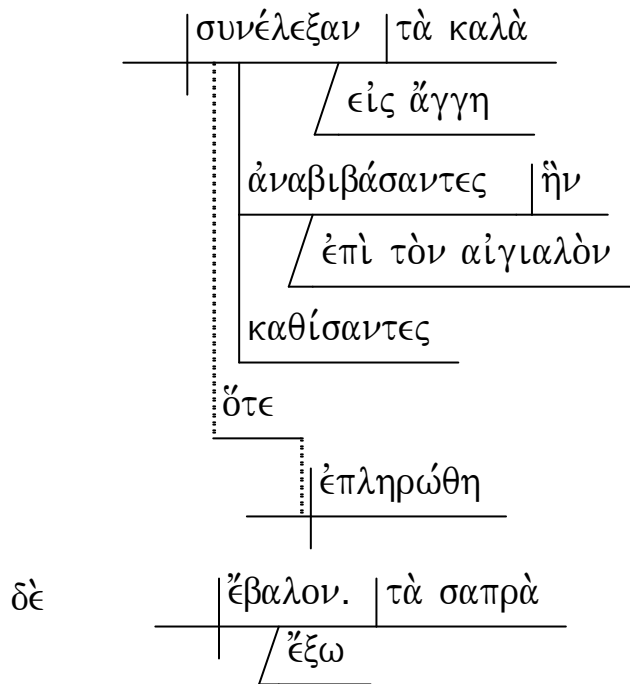 συνέλεξαν τὰ καλὰ
εἰς ἄγγη
ἀναβιβάσαντες ἣν
ἐπὶ τὸν αἰγιαλὸν
καθίσαντες
ὅτε
ἐπληρώθη
δὲ ἔβαλον. τὰ σαπρὰ
ἔξω